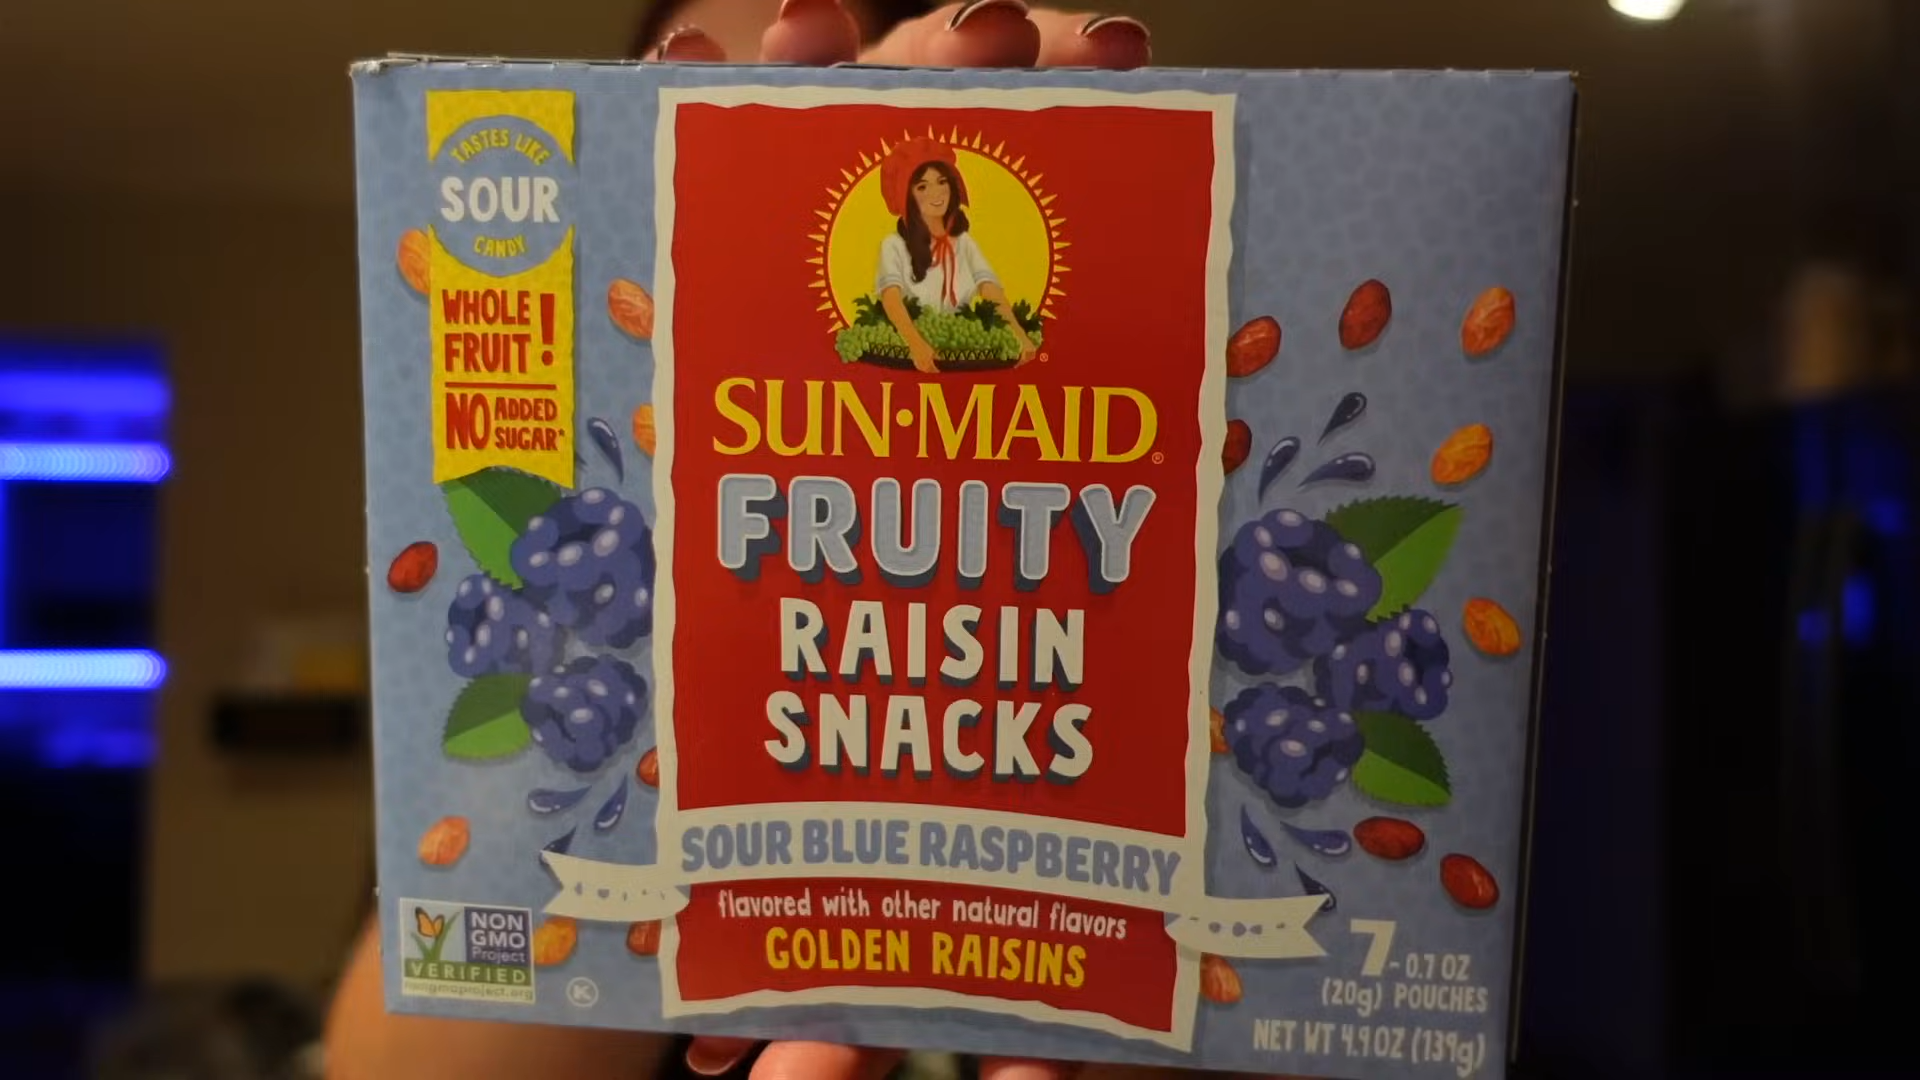 TASTES LIKE
SOUR
CANDY
WHOLE
FRUIT!
NO ADDED
SUGAR*
SUN•MAID®
FRUITY
RAISIN
SNACKS
SOUR BLUE RASPBERRY
flavored with other natural flavors
GOLDEN RAISINS
NON
GMO
Project
VERIFIED
nongmoproject.org
K
7-0.7 OZ
(20g) POUCHES
NET WT 4.9 OZ (139g)